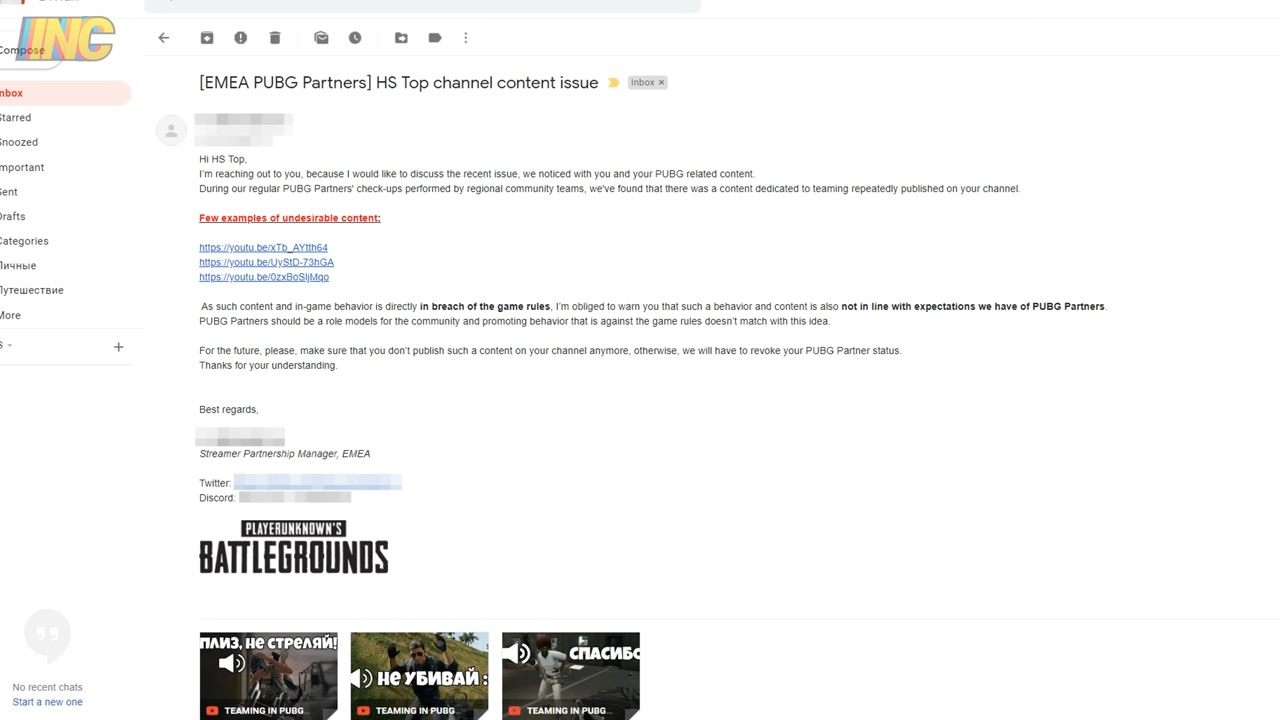 INC
Compose
Inbox
Starred
Snoozed
Important
Sent
Drafts
Categories
Личные
Путешествие
More
[EMEA PUBG Partners] HS Top channel content issue
Inbox ×
Hi HS Top,
I'm reaching out to you, because I would like to discuss the recent issue, we noticed with you and your PUBG related content.
During our regular PUBG Partners' check-ups performed by regional community teams, we've found that there was a content dedicated to teaming repeatedly published on your channel.
Few examples of undesirable content:
https://youtu.be/xTb_AYtth64
https://youtu.be/UyStD-73hGA
https://youtu.be/0zxBoSljMqo
As such content and in-game behavior is directly in breach of the game rules, I'm obliged to warn you that such a behavior and content is also not in line with expectations we have of PUBG Partners.
PUBG Partners should be a role models for the community and promoting behavior that is against the game rules doesn't match with this idea.
For the future, please, make sure that you don't publish such a content on your channel anymore, otherwise, we will have to revoke your PUBG Partner status.
Thanks for your understanding.
Best regards,
Streamer Partnership Manager, EMEA
Twitter:
Discord:
PLAYERUNKNOWN'S
BATTLEGROUNDS
No recent chats
Start a new one
ПЛИЗ, НЕ СТРЕЛЯЙ!
TEAMING IN PUBG...
НЕ УБИВАЙ :
TEAMING IN PUBG...
СПАСИБО
TEAMING IN PUBG...